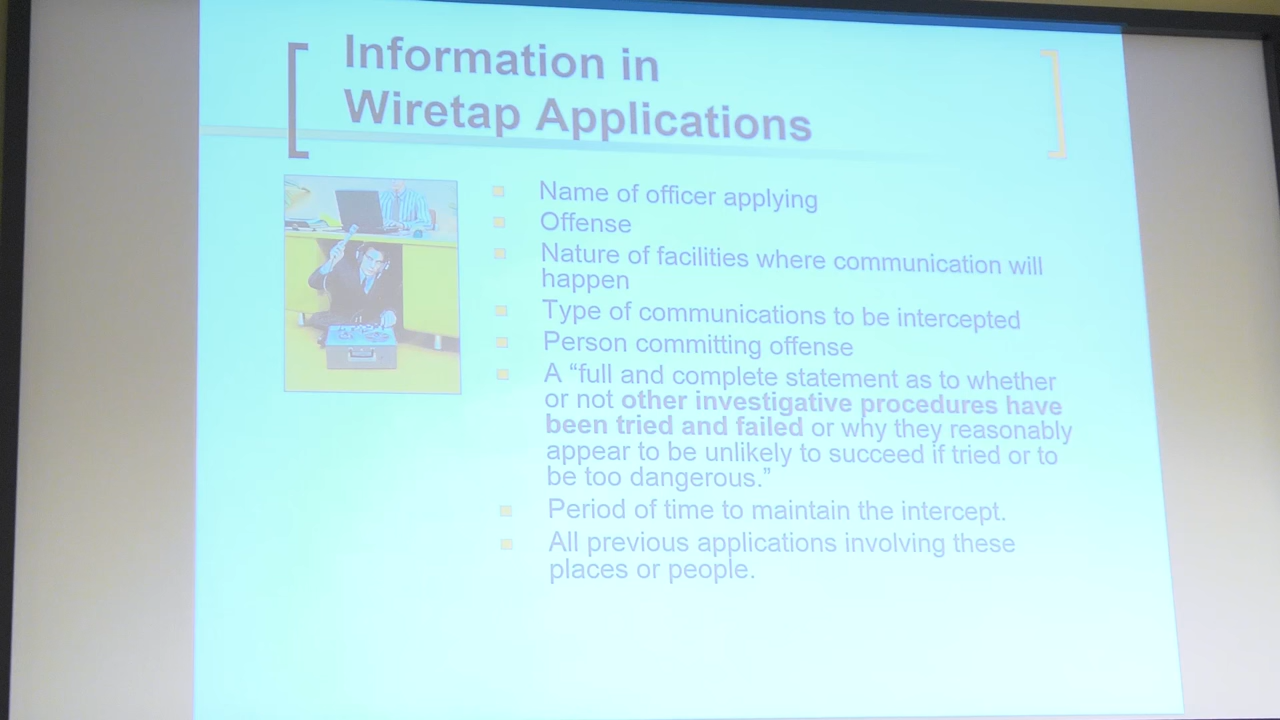 Information in
Wiretap Applications
Name of officer applying
Offense
Nature of facilities where communication will
happen
Type of communications to be intercepted
Person committing offense
A “full and complete statement as to whether
or not other investigative procedures have
been tried and failed or why they reasonably
appear to be unlikely to succeed if tried or to
be too dangerous.”
Period of time to maintain the intercept.
All previous applications involving these
places or people.